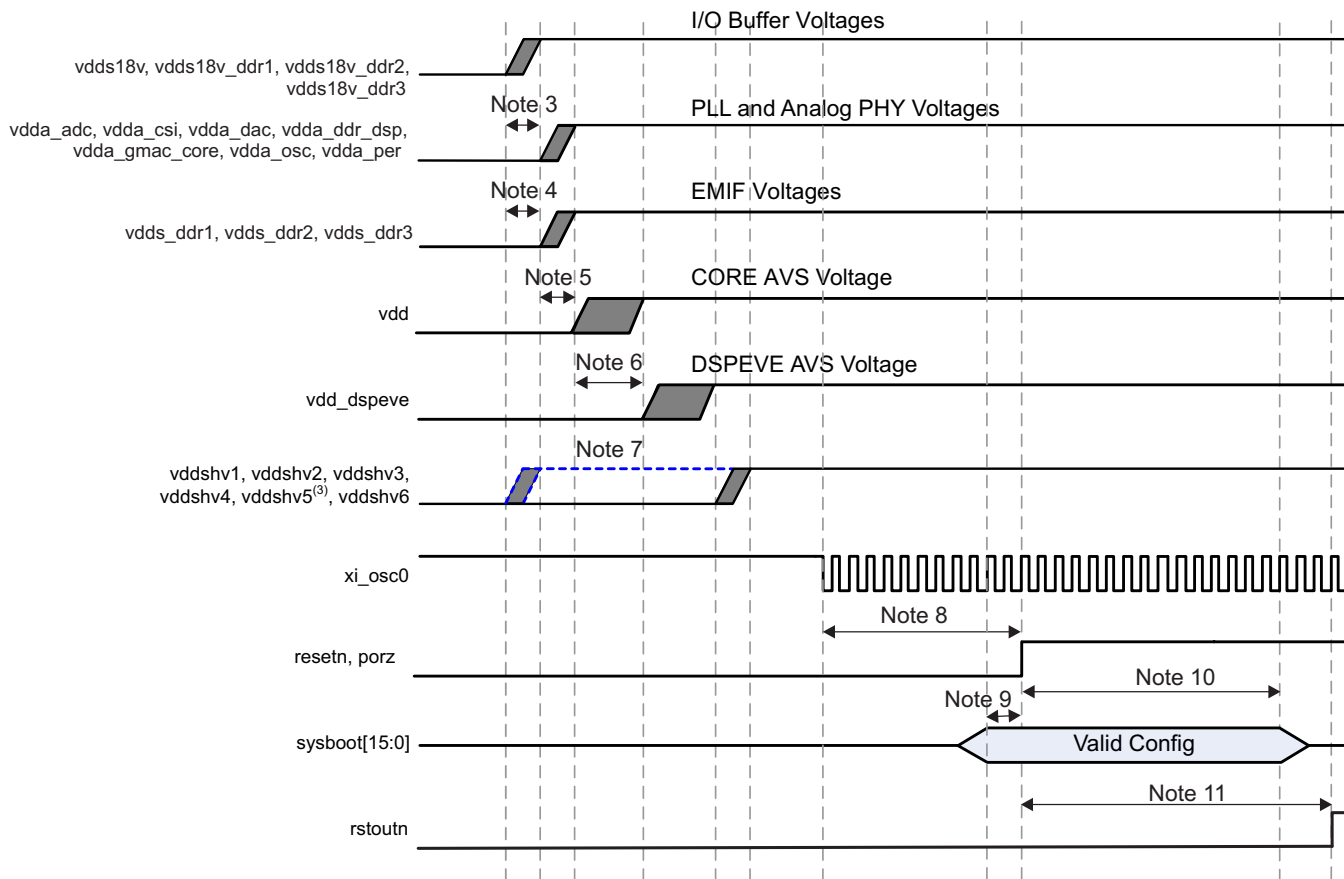 I/O Buffer Voltages
vdds18v, vdds18v_ddr1, vdds18v_ddr2,
vdds18v_ddr3
Note 3
PLL and Analog PHY Voltages
vdda_adc, vdda_csi, vdda_dac, vdda_ddr_dsp,
vdda_gmac_core, vdda_osc, vdda_per
Note 4
EMIF Voltages
vdds_ddr1, vdds_ddr2, vdds_ddr3
Note 5
CORE AVS Voltage
vdd
Note 6
DSPEVE AVS Voltage
vdd_dspeve
Note 7
vddshv1, vddshv2, vddshv3,
vddshv4, vddshv5(3), vddshv6
xi_osc0
Note 8
resetn, porz
Note 10
Note 9
sysboot[15:0]
Valid Config
Note 11
rstoutn